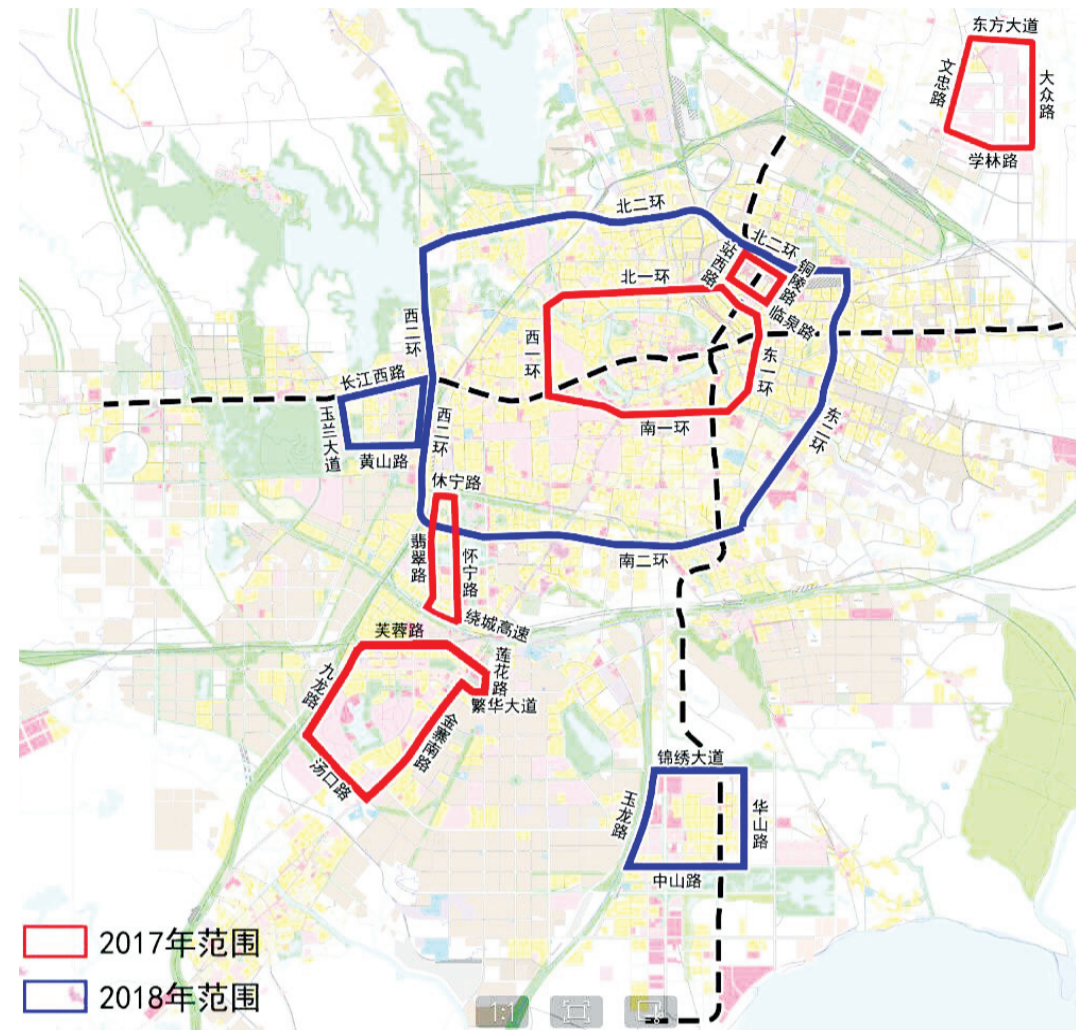 东方大道
文忠路
大众路
学林路
北二环
北二环
站西路
铜陵路
北一环
临泉路
西二环
西一环
东一环
长江西路
玉兰大道
西二环
南一环
东二环
黄山路
休宁路
翡翠路
怀宁路
南二环
绕城高速
芙蓉路
莲花路
九龙路
繁华大道
金寨南路
汤口路
锦绣大道
玉龙路
华山路
中山路
2017年范围
2018年范围
1:1